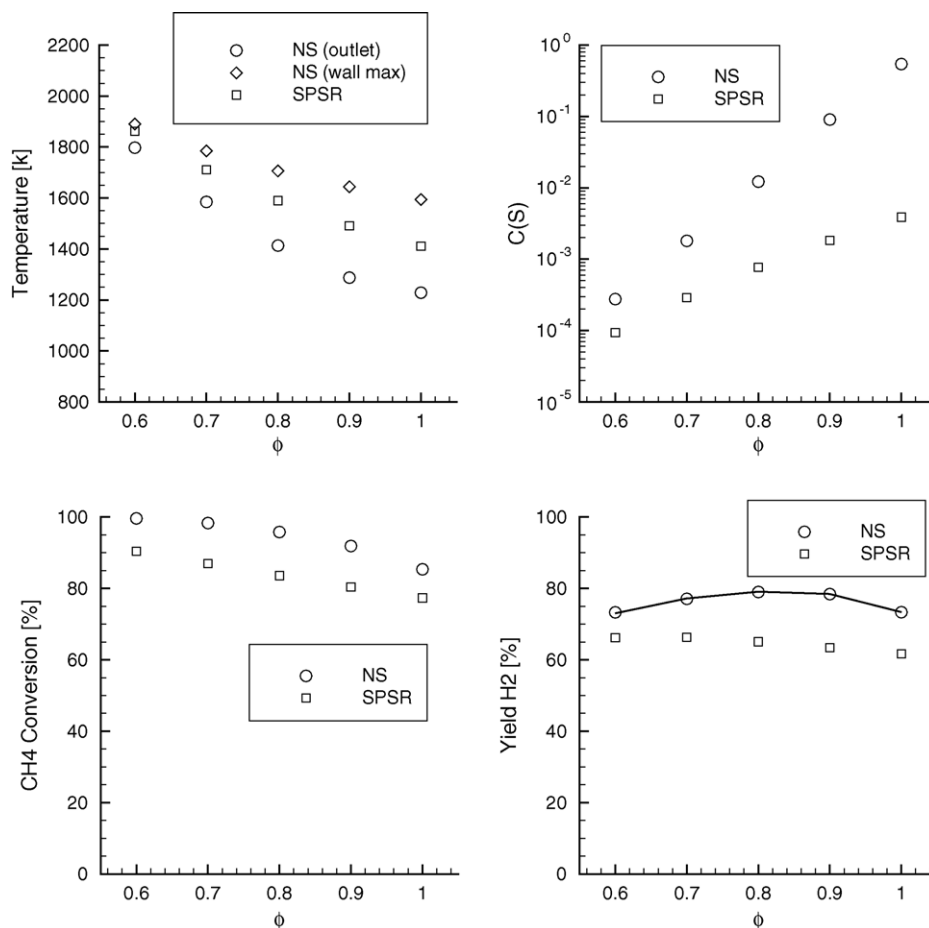 NS (outlet)
NS (wall max)
SPSR
2200
2000
1800
1600
1400
1200
1000
800
Temperature [k]
0.6 0.7 0.8 0.9 1
ϕ
NS
SPSR
10^0
10^-1
10^-2
10^-3
10^-4
10^-5
C(S)
0.6 0.7 0.8 0.9 1
ϕ
100
80
60
40
20
0
CH4 Conversion [%]
NS
SPSR
0.6 0.7 0.8 0.9 1
ϕ
NS
SPSR
100
80
60
40
20
0
Yield H2 [%]
0.6 0.7 0.8 0.9 1
ϕ